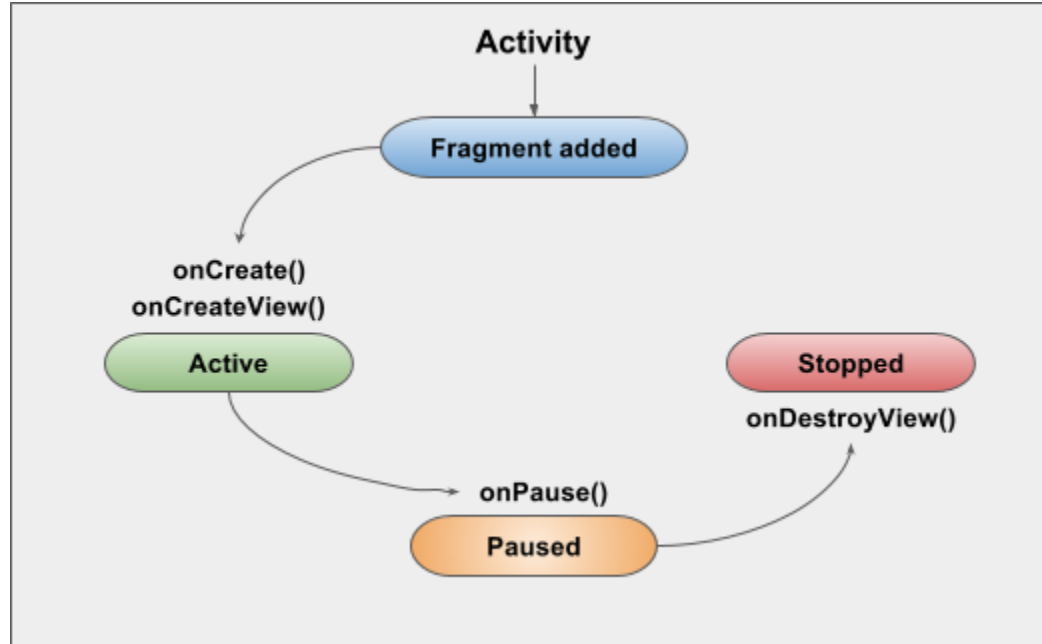 Activity
Fragment added
onCreate()
onCreateView()
Active
onPause()
Paused
Stopped
onDestroyView()